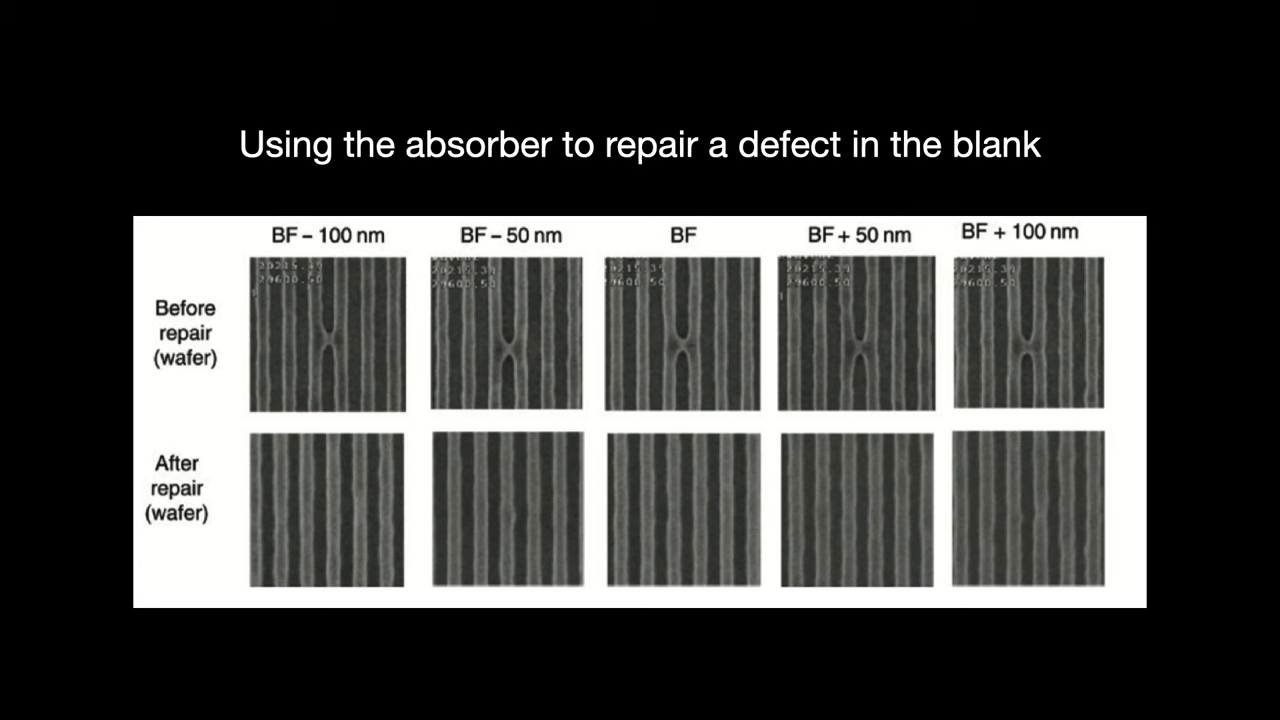 Using the absorber to repair a defect in the blank
BF – 100 nm
BF – 50 nm
BF
BF + 50 nm
BF + 100 nm
Before
repair
(wafer)
After
repair
(wafer)